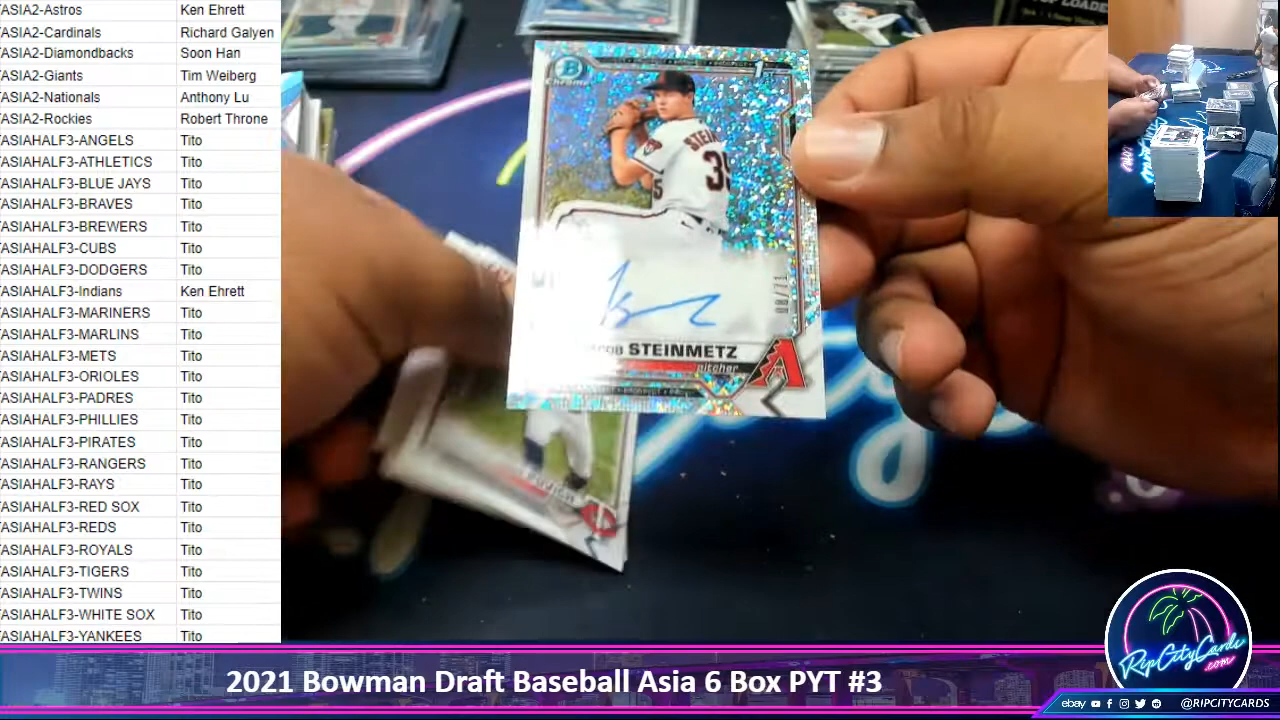 ASIA2-Astros Ken Ehrett
ASIA2-Cardinals Richard Galyen
ASIA2-Diamondbacks Soon Han
ASIA2-Giants Tim Weiberg
ASIA2-Nationals Anthony Lu
ASIA2-Rockies Robert Throne
ASIAHALF3-ANGELS Tito
ASIAHALF3-ATHLETICS Tito
ASIAHALF3-BLUE JAYS Tito
ASIAHALF3-BRAVES Tito
ASIAHALF3-BREWERS Tito
ASIAHALF3-CUBS Tito
ASIAHALF3-DODGERS Tito
ASIAHALF3-Indians Ken Ehrett
ASIAHALF3-MARINERS Tito
ASIAHALF3-MARLINS Tito
ASIAHALF3-METS Tito
ASIAHALF3-ORIOLES Tito
ASIAHALF3-PADRES Tito
ASIAHALF3-PHILLIES Tito
ASIAHALF3-PIRATES Tito
ASIAHALF3-RANGERS Tito
ASIAHALF3-RAYS Tito
ASIAHALF3-RED SOX Tito
ASIAHALF3-REDS Tito
ASIAHALF3-ROYALS Tito
ASIAHALF3-TIGERS Tito
ASIAHALF3-TWINS Tito
ASIAHALF3-WHITE SOX Tito
ASIAHALF3-YANKEES Tito
B
Chrome
STEIN
35
STEINMETZ
pitcher
A
2021 Bowman Draft Baseball Asia 6 Box PYT #3
RipCityCards
.com
ebay @RIPCITYCARDS